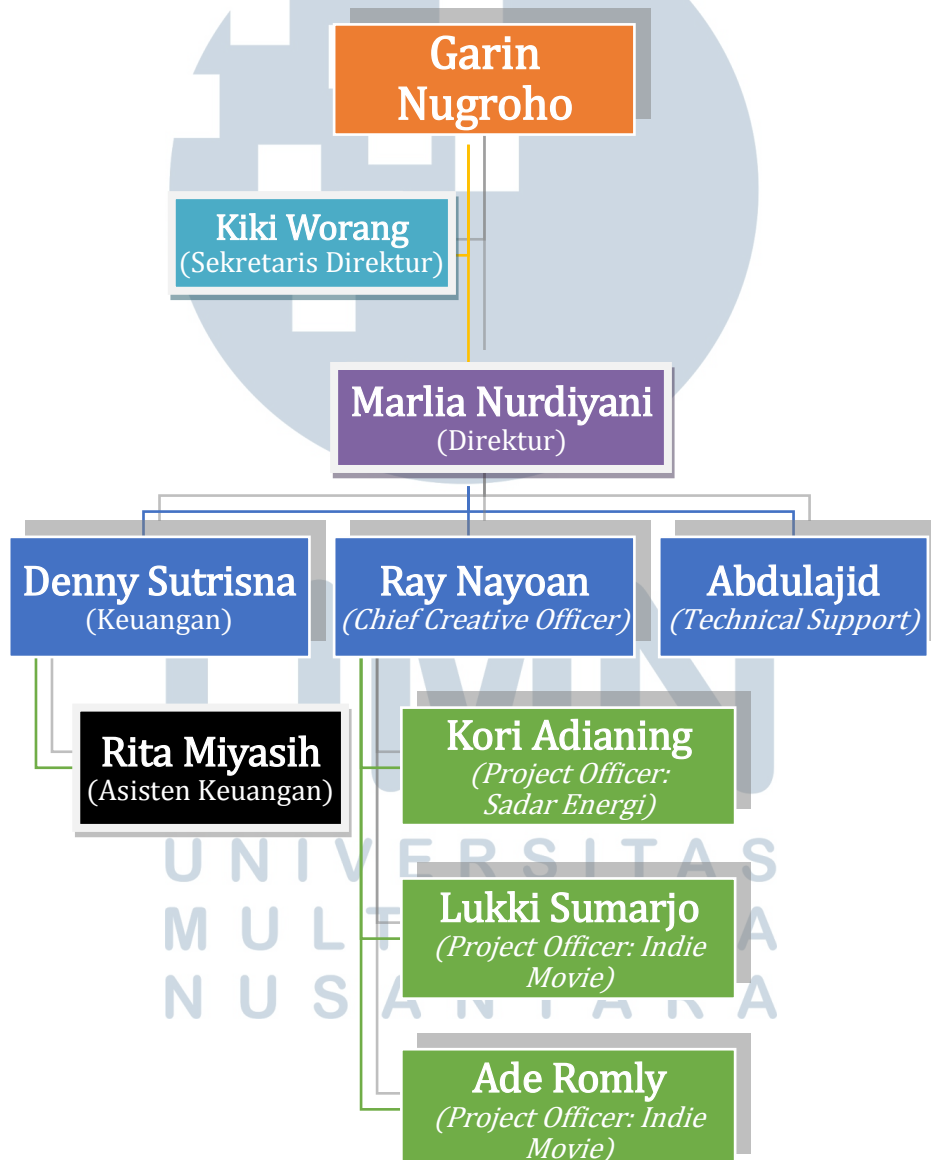 Garin
Nugroho
Kiki Worang
(Sekretaris Direktur)
Marlia Nurdiyani
(Direktur)
Denny Sutrisna
(Keuangan)
Ray Nayoan
(Chief Creative Officer)
Abdulajid
(Technical Support)
Rita Miyasih
(Asisten Keuangan)
Kori Adianing
(Project Officer:
Sadar Energi)
Lukki Sumarjo
(Project Officer: Indie
Movie)
Ade Romly
(Project Officer: Indie
Movie)
UMN
UNIVERSITAS
MULTIMEDIA
NUSANTARA